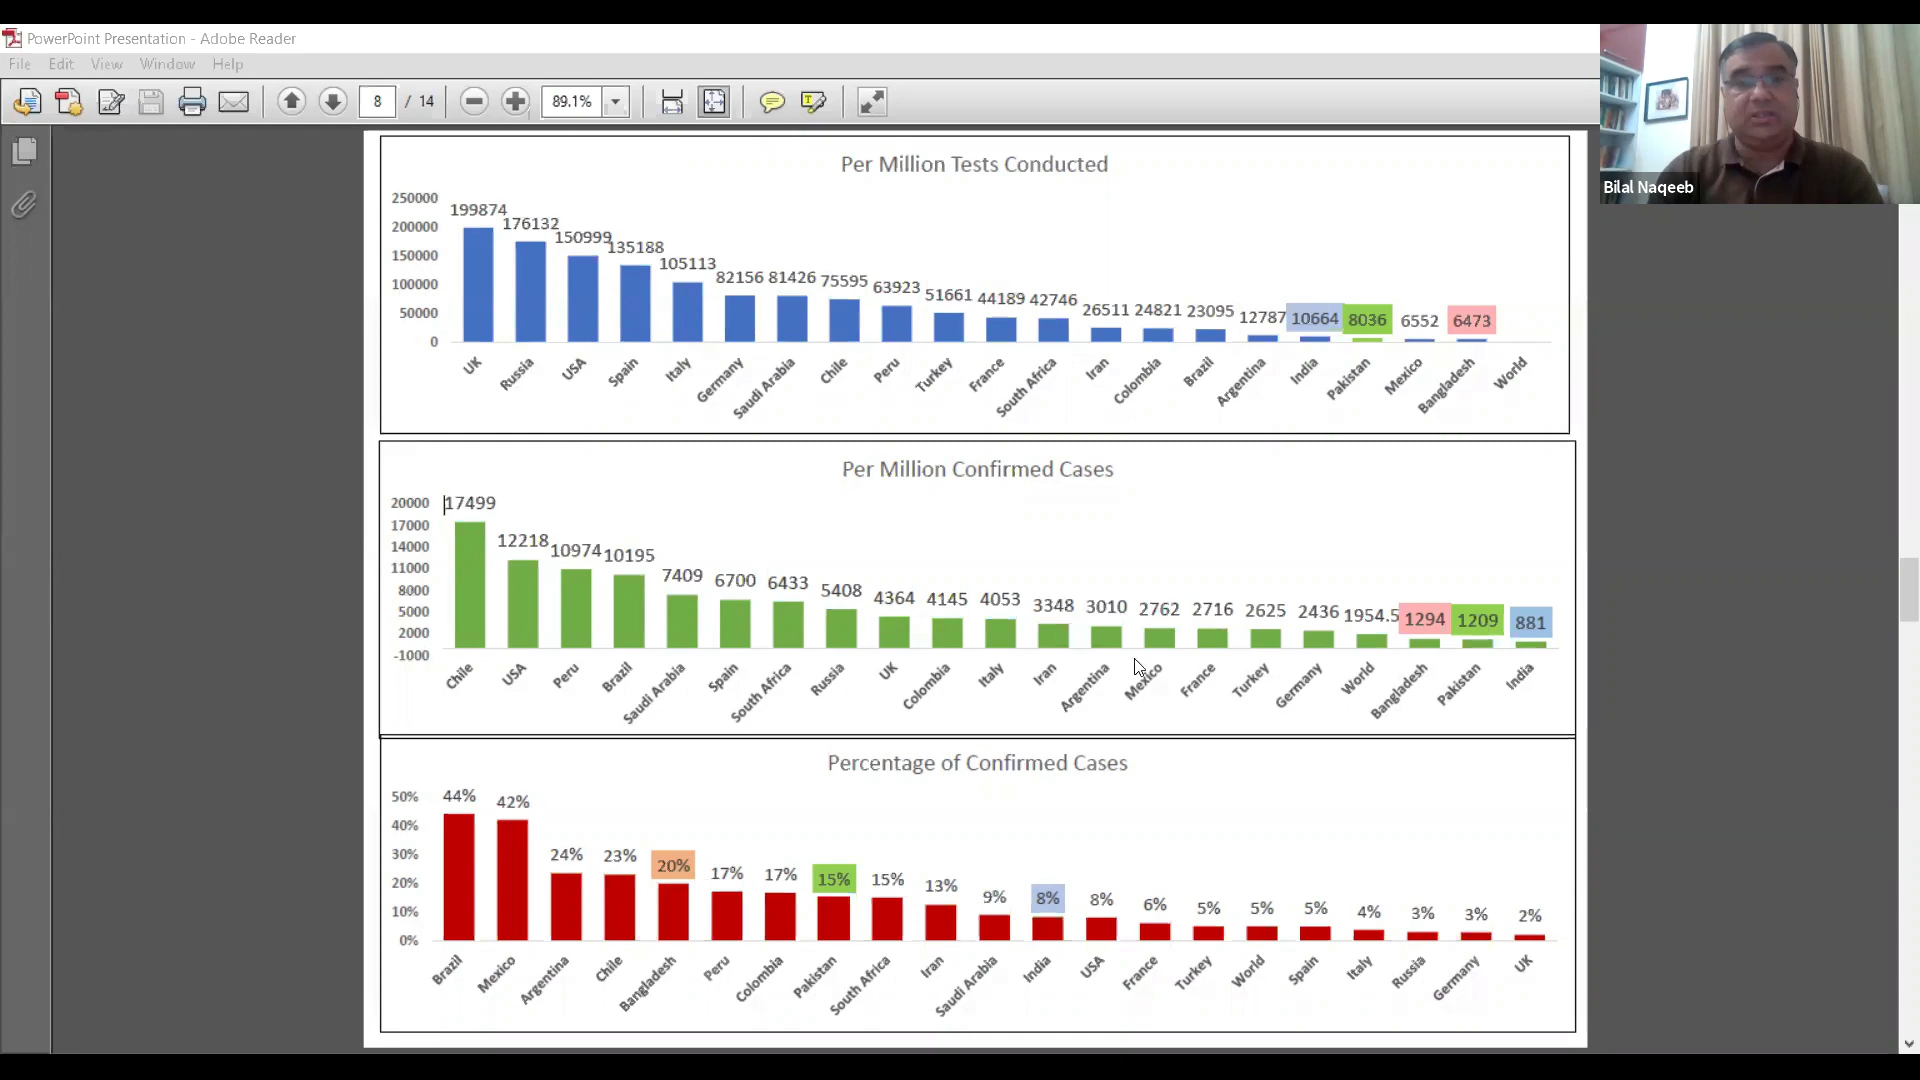 PowerPoint Presentation - Adobe Reader
File Edit View Window Help
8 / 14 89.1%
Bilal Naqeeb
Per Million Tests Conducted
250000
200000
150000
100000
50000
0
199874 176132 150999 135188 105113 82156 81426 75595 63923 51661 44189 42746 26511 24821 23095 12787 10664 8036 6552 6473
UK Russia USA Spain Italy Germany Saudi Arabia Chile Peru Turkey France South Africa Iran Colombia Brazil Argentina India Pakistan Mexico Bangladesh World
Per Million Confirmed Cases
20000
17000
14000
11000
8000
5000
2000
-1000
17499 12218 10974 10195 7409 6700 6433 5408 4364 4145 4053 3348 3010 2762 2716 2625 2436 1954.5 1294 1209 881
Chile USA Peru Brazil Saudi Arabia Spain South Africa Russia UK Colombia Italy Iran Argentina Mexico France Turkey Germany World Bangladesh Pakistan India
Percentage of Confirmed Cases
50%
40%
30%
20%
10%
0%
44% 42% 24% 23% 20% 17% 17% 15% 15% 13% 9% 8% 8% 6% 5% 5% 5% 4% 3% 3% 2%
Brazil Mexico Argentina Chile Bangladesh Peru Colombia Pakistan South Africa Iran Saudi Arabia India USA France Turkey World Spain Italy Russia Germany UK